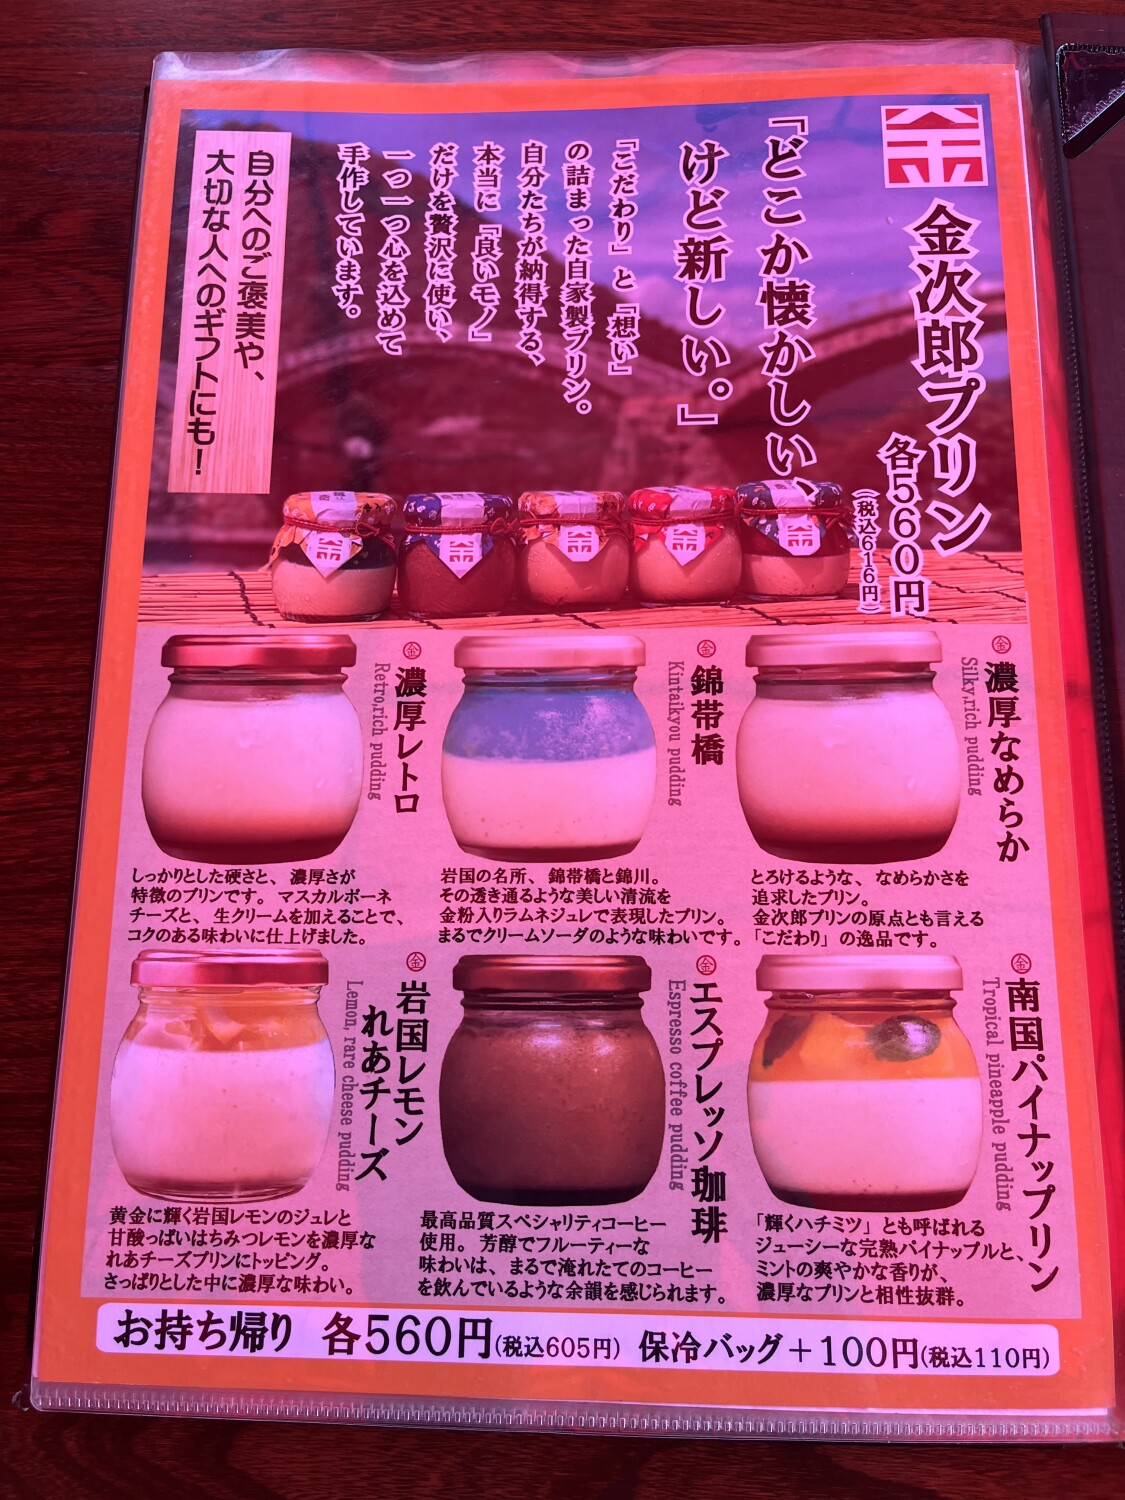 金
金次郎プリン
各560円
(税込616円)
「どこか懐かしい、
けど新しい。」
「こだわり」と「想い」
の詰まった自家製プリン。
自分たちが納得する、
本当に『良いモノ』
だけを贅沢に使い、
一つ一つ心を込めて
手作しています。
自分へのご褒美や、
大切な人へのギフトにも！
金
金
金
金
金
㊎
濃厚なめらか
Silky,rich pudding
とろけるような、なめらかさを
追求したプリン。
金次郎プリンの原点とも言える
「こだわり」の逸品です。
㊎
錦帯橋
Kintaikyou pudding
岩国の名所、錦帯橋と錦川。
その透き通るような美しい清流を
金粉入りラムネジュレで表現したプリン。
まるでクリームソーダのような味わいです。
㊎
濃厚レトロ
Retro,rich pudding
しっかりとした硬さと、濃厚さが
特徴のプリンです。マスカルポーネ
チーズと、生クリームを加えることで、
コクのある味わいに仕上げました。
㊎
南国パイナップリン
Tropical pineapple pudding
「輝くハチミツ」とも呼ばれる
ジューシーな完熟パイナップルと、
ミントの爽やかな香りが、
濃厚なプリンと相性抜群。
㊎
エスプレッソ珈琲
Espresso coffee pudding
最高品質スペシャリティコーヒー
使用。芳醇でフルーティーな
味わいは、まるで淹れたてのコーヒー
を飲んでいるような余韻を感じられます。
㊎
岩国レモン
れあチーズ
Lemon, rare cheese pudding
黄金に輝く岩国レモンのジュレと
甘酸っぱいはちみつレモンを濃厚な
れあチーズプリンにトッピング。
さっぱりとした中に濃厚な味わい。
お持ち帰り 各560円(税込605円) 保冷バッグ＋100円(税込110円)